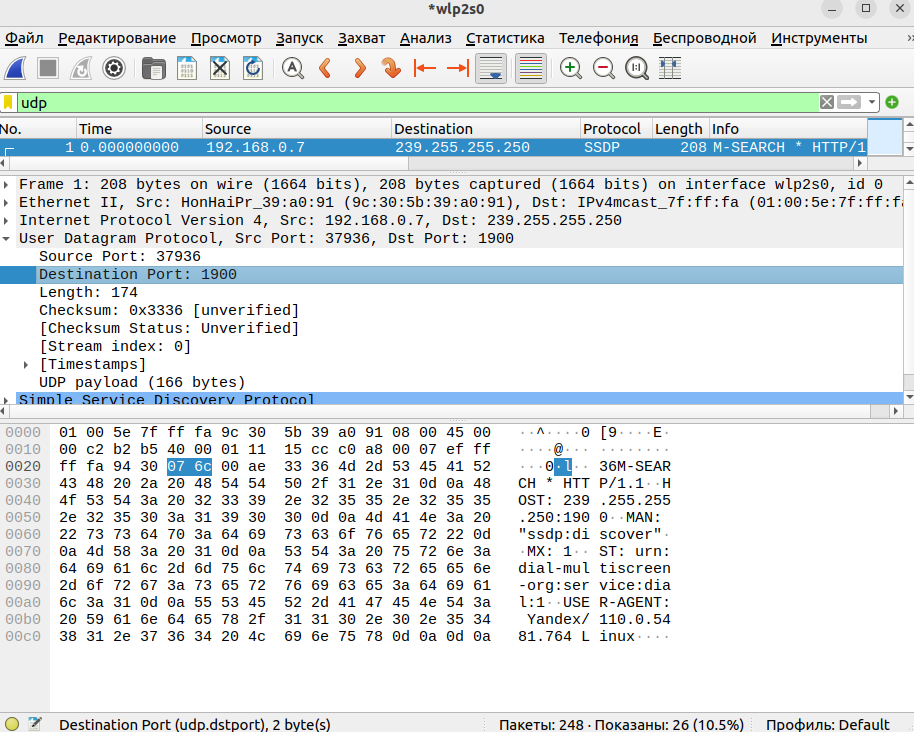 *wlp2s0
Файл Редактирование Просмотр Запуск Захват Анализ Статистика Телефония Беспроводной Инструменты »
udp
No. Time Source Destination Protocol Length Info
1 0.000000000 192.168.0.7 239.255.255.250 SSDP 208 M-SEARCH * HTTP/1
Frame 1: 208 bytes on wire (1664 bits), 208 bytes captured (1664 bits) on interface wlp2s0, id 0
Ethernet II, Src: HonHaiPr_39:a0:91 (9c:30:5b:39:a0:91), Dst: IPv4mcast_7f:ff:fa (01:00:5e:7f:ff:fa
Internet Protocol Version 4, Src: 192.168.0.7, Dst: 239.255.255.250
User Datagram Protocol, Src Port: 37936, Dst Port: 1900
Source Port: 37936
Destination Port: 1900
Length: 174
Checksum: 0x3336 [unverified]
[Checksum Status: Unverified]
[Stream index: 0]
[Timestamps]
UDP payload (166 bytes)
Simple Service Discovery Protocol
0000 01 00 5e 7f ff fa 9c 30 5b 39 a0 91 08 00 45 00 ··^····0 [9····E·
0010 00 c2 b2 b5 40 00 01 11 15 cc c0 a8 00 07 ef ff ····@··· ········
0020 ff fa 94 30 07 6c 00 ae 33 36 4d 2d 53 45 41 52 ···0·l·· 36M-SEAR
0030 43 48 20 2a 20 48 54 54 50 2f 31 2e 31 0d 0a 48 CH * HTT P/1.1··H
0040 4f 53 54 3a 20 32 33 39 2e 32 35 35 2e 32 35 35 OST: 239 .255.255
0050 2e 32 35 30 3a 31 39 30 30 0d 0a 4d 41 4e 3a 20 .250:190 0··MAN: 
0060 22 73 73 64 70 3a 64 69 73 63 6f 76 65 72 22 0d "ssdp:di scover"·
0070 0a 4d 58 3a 20 31 0d 0a 53 54 3a 20 75 72 6e 3a ·MX: 1·· ST: urn:
0080 64 69 61 6c 2d 6d 75 6c 74 69 73 63 72 65 65 6e dial-mul tiscreen
0090 2d 6f 72 67 3a 73 65 72 76 69 63 65 3a 64 69 61 -org:ser vice:dia
00a0 6c 3a 31 0d 0a 55 53 45 52 2d 41 47 45 4e 54 3a l:1··USE R-AGENT:
00b0 20 59 61 6e 64 65 78 2f 31 31 30 2e 30 2e 35 34 Yandex/ 110.0.54
00c0 38 31 2e 37 36 34 20 4c 69 6e 75 78 0d 0a 0d 0a 81.764 L inux····
Destination Port (udp.dstport), 2 byte(s) Пакеты: 248 · Показаны: 26 (10.5%) Профиль: Default